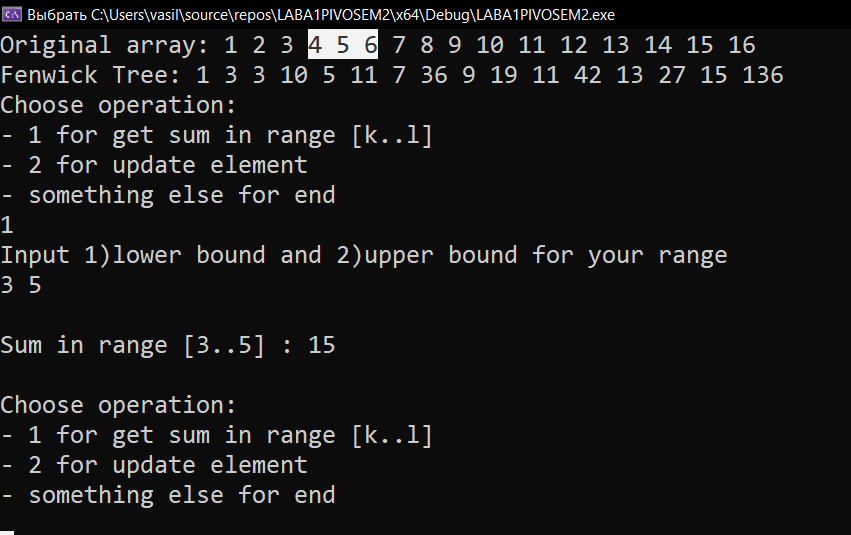 Выбрать C:\Users\vasil\source\repos\LABA1PIVOSEM2\x64\Debug\LABA1PIVOSEM2.exe
Original array: 1 2 3 4 5 6 7 8 9 10 11 12 13 14 15 16
Fenwick Tree: 1 3 3 10 5 11 7 36 9 19 11 42 13 27 15 136
Choose operation:
- 1 for get sum in range [k..l]
- 2 for update element
- something else for end
1
Input 1)lower bound and 2)upper bound for your range
3 5
Sum in range [3..5] : 15
Choose operation:
- 1 for get sum in range [k..l]
- 2 for update element
- something else for end